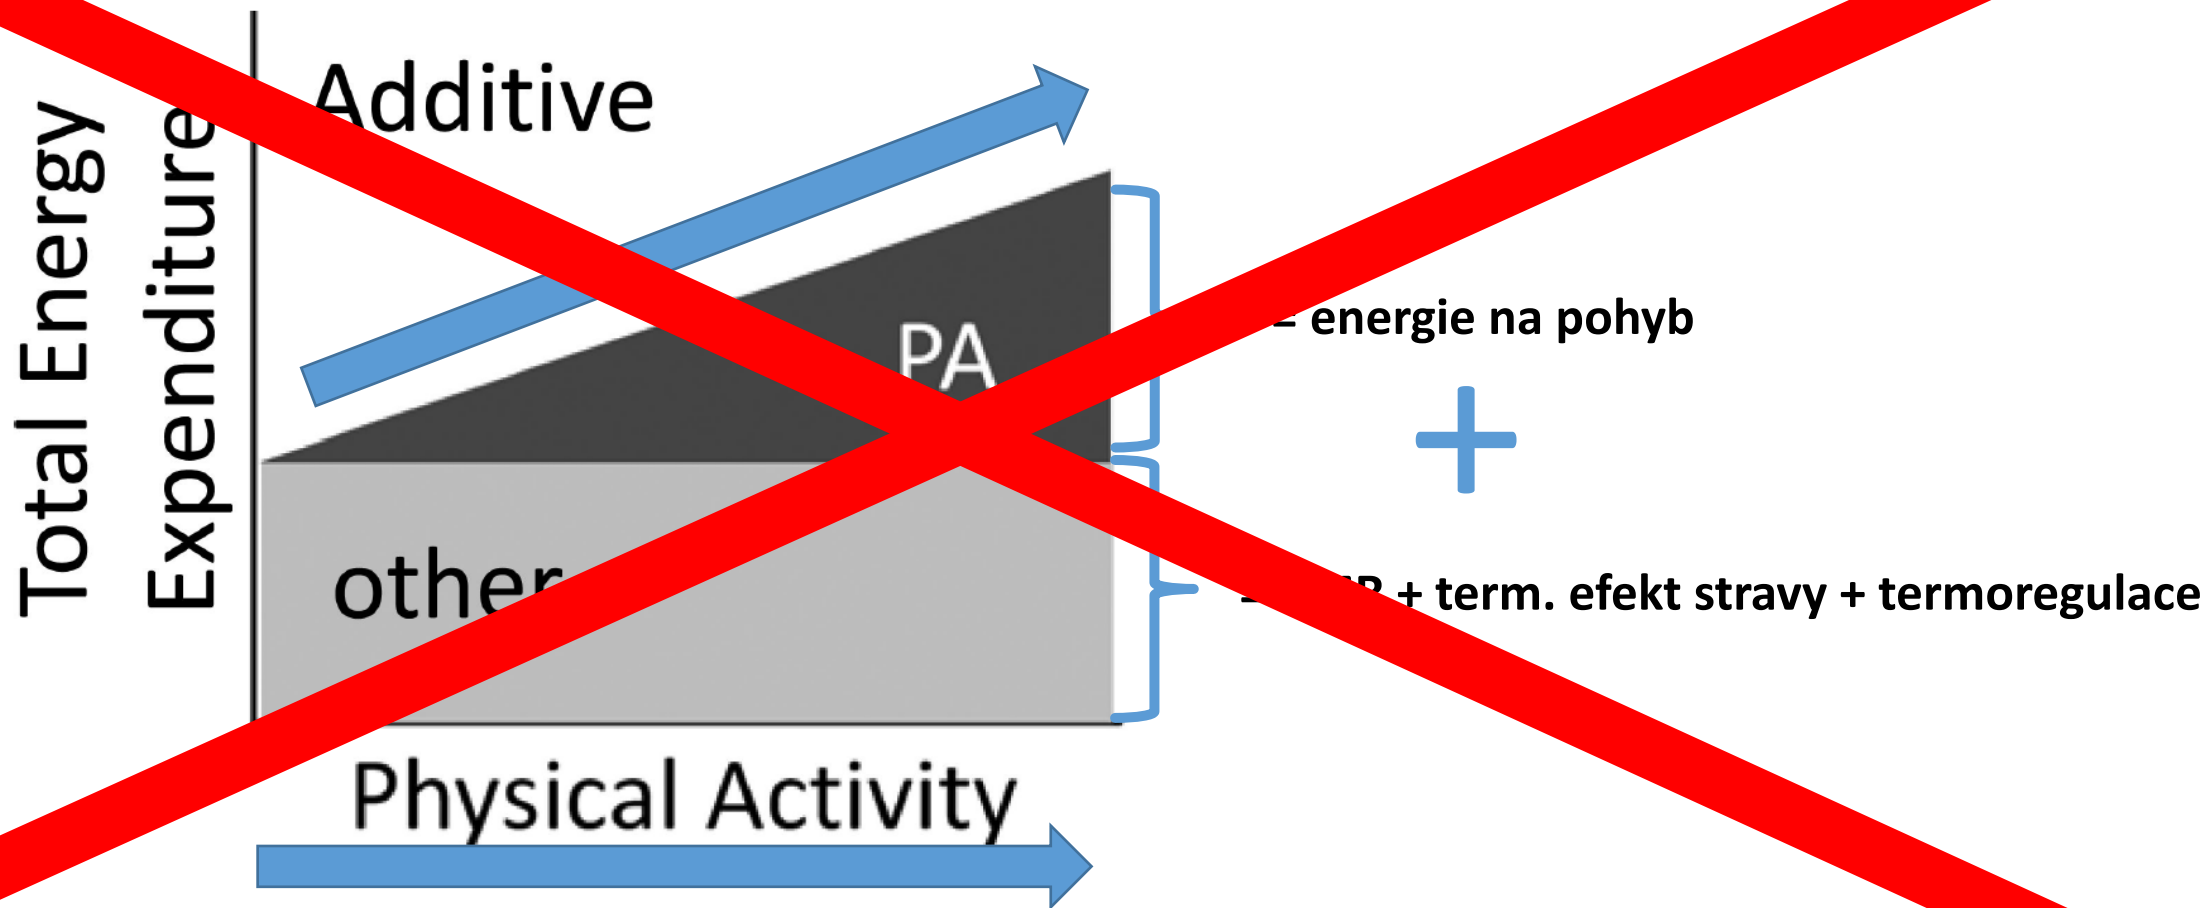 Total Energy
Expenditure
Additive
PA
= energie na pohyb
other
+ term. efekt stravy + termoregulace
Physical Activity